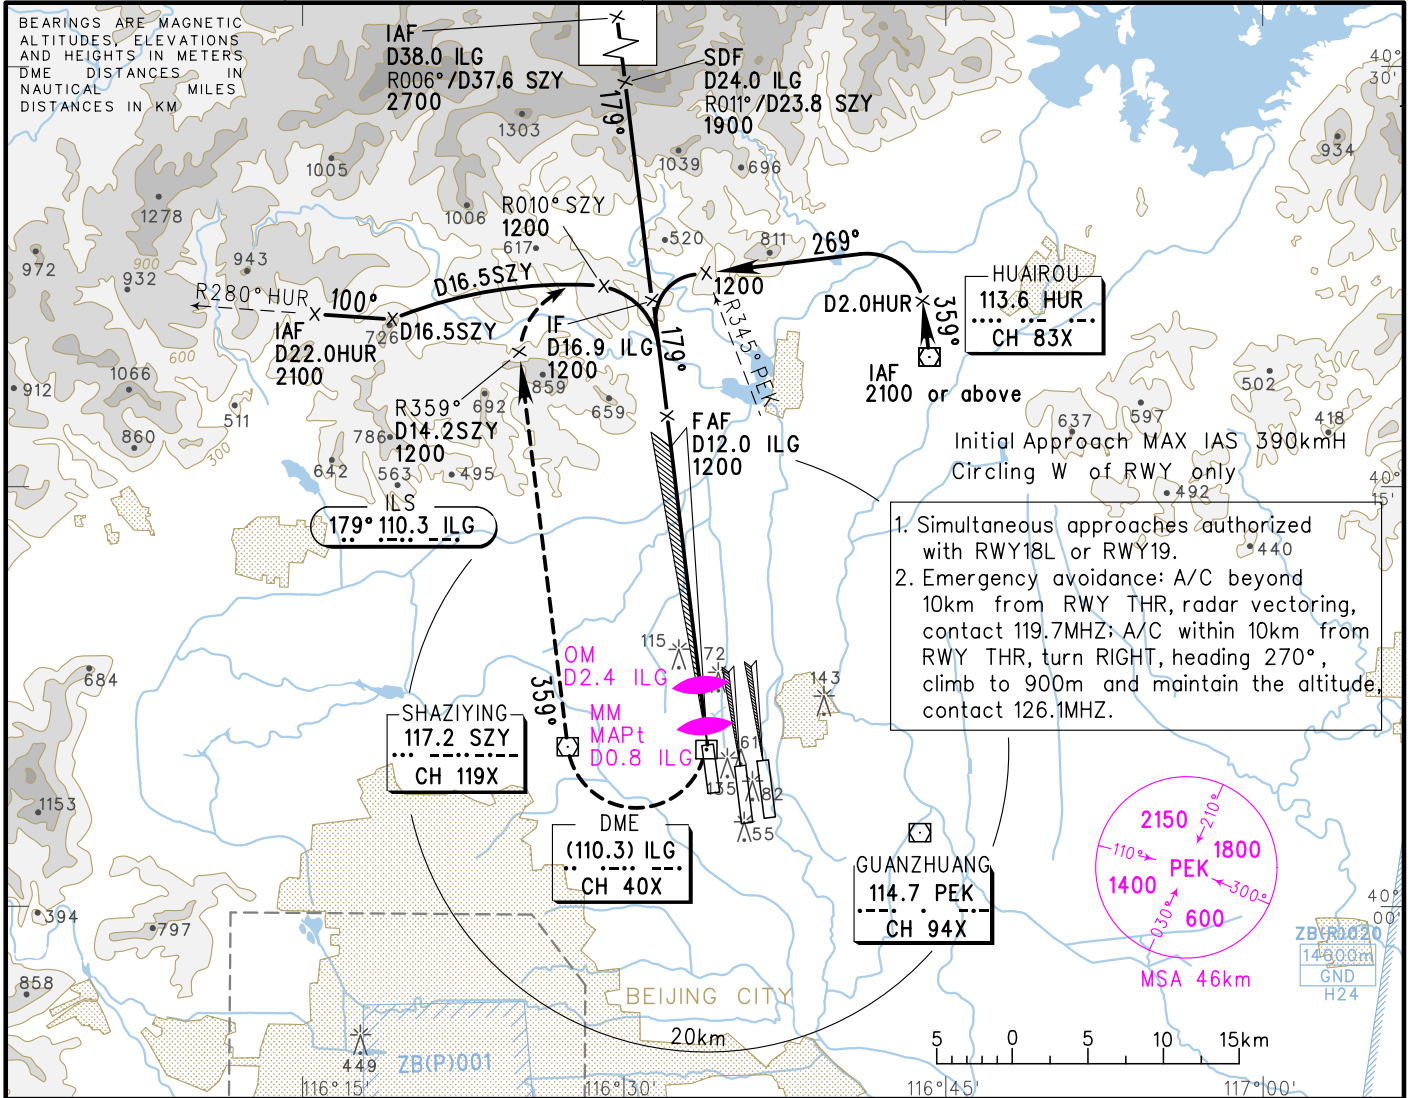 BEARINGS ARE MAGNETIC
ALTITUDES, ELEVATIONS
AND HEIGHTS IN METERS
DME DISTANCES IN
NAUTICAL MILES
DISTANCES IN KM
IAF
D38.0 ILG
R006°/D37.6 SZY
2700
SDF
D24.0 ILG
R011°/D23.8 SZY
1900
179°
40°
30'
1303
1005
1039
696
934
1278
1006
R010° SZY
1200
617
520
811
269°
972
932
900
943
R280° HUR
100°
D16.5SZY
1200
D2.0HUR
359°
HUAIROU
113.6 HUR
CH 83X
IAF
D22.0HUR
2100
726
D16.5SZY
IF
D16.9 ILG
1200
179°
R345° PEK
IAF
2100 or above
600
912
1066
511
860
300
859
692
659
R359°
D14.2SZY
1200
786
642
563
495
FAF
D12.0 ILG
1200
502
637
597
418
Initial Approach MAX IAS 390kmH
Circling W of RWY only
492
40°
15'
440
ILS
179° 110.3 ILG
1. Simultaneous approaches authorized
with RWY18L or RWY19.
2. Emergency avoidance: A/C beyond
10km from RWY THR, radar vectoring,
contact 119.7MHZ; A/C within 10km from
RWY THR, turn RIGHT, heading 270°,
climb to 900m and maintain the altitude,
contact 126.1MHZ.
684
115
72
143
OM
D2.4 ILG
359°
MM
MAPt
D0.8 ILG
SHAZIYING
117.2 SZY
CH 119X
61
135
82
55
1153
DME
(110.3) ILG
CH 40X
GUANZHUANG
114.7 PEK
CH 94X
2150
210°
110°
1800
PEK
1400
300°
030°
600
MSA 46km
40°
00'
394
797
858
ZB(R)020
14000m
GND
H24
BEIJING CITY
20km
449
ZB(P)001
5 0 5 10 15km
116°15'
116°30'
116°45'
117°00'